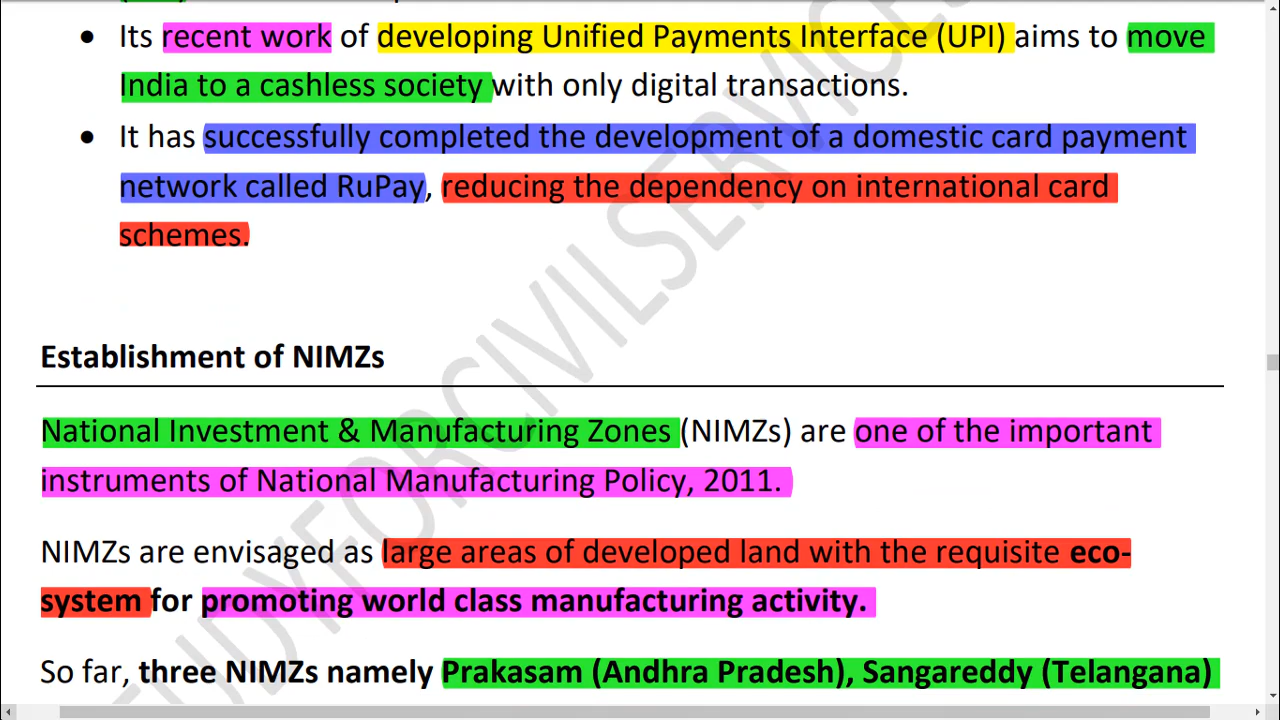 • Its recent work of developing Unified Payments Interface (UPI) aims to move
India to a cashless society with only digital transactions.
• It has successfully completed the development of a domestic card payment
network called RuPay, reducing the dependency on international card
schemes.
Establishment of NIMZs
National Investment & Manufacturing Zones (NIMZs) are one of the important
instruments of National Manufacturing Policy, 2011.
NIMZs are envisaged as large areas of developed land with the requisite eco-
system for promoting world class manufacturing activity.
So far, three NIMZs namely Prakasam (Andhra Pradesh), Sangareddy (Telangana)
UDYFORCIVILSERVICES